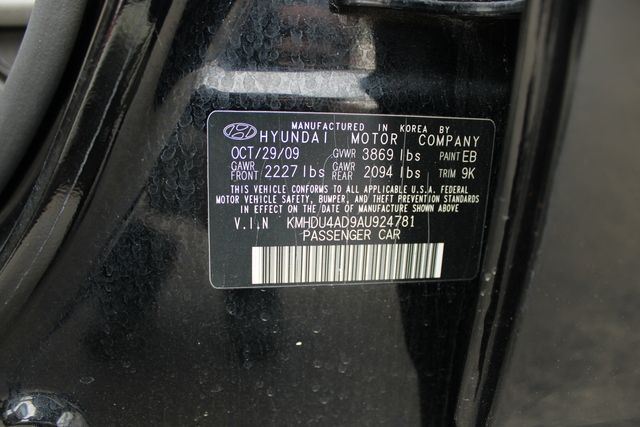 MANUFACTURED IN KOREA BY
HYUNDAI MOTOR COMPANY
OCT/29/09 GVWR 3869 lbs PAINT EB
GAWR FRONT 2227 lbs GAWR REAR 2094 lbs TRIM 9K
THIS VEHICLE CONFORMS TO ALL APPLICABLE U.S.A. FEDERAL
MOTOR VEHICLE SAFETY, BUMPER, AND THEFT PREVENTION STANDARDS
IN EFFECT ON THE DATE OF MANUFACTURE SHOWN ABOVE.
V.I.N KMHDU4AD9AU924781
PASSENGER CAR